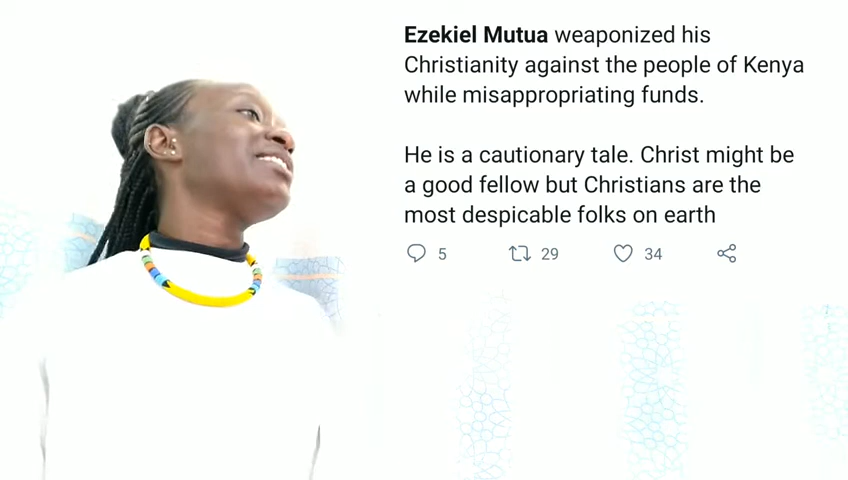 Ezekiel Mutua weaponized his
Christianity against the people of Kenya
while misappropriating funds.
He is a cautionary tale. Christ might be
a good fellow but Christians are the
most despicable folks on earth
5 29 34